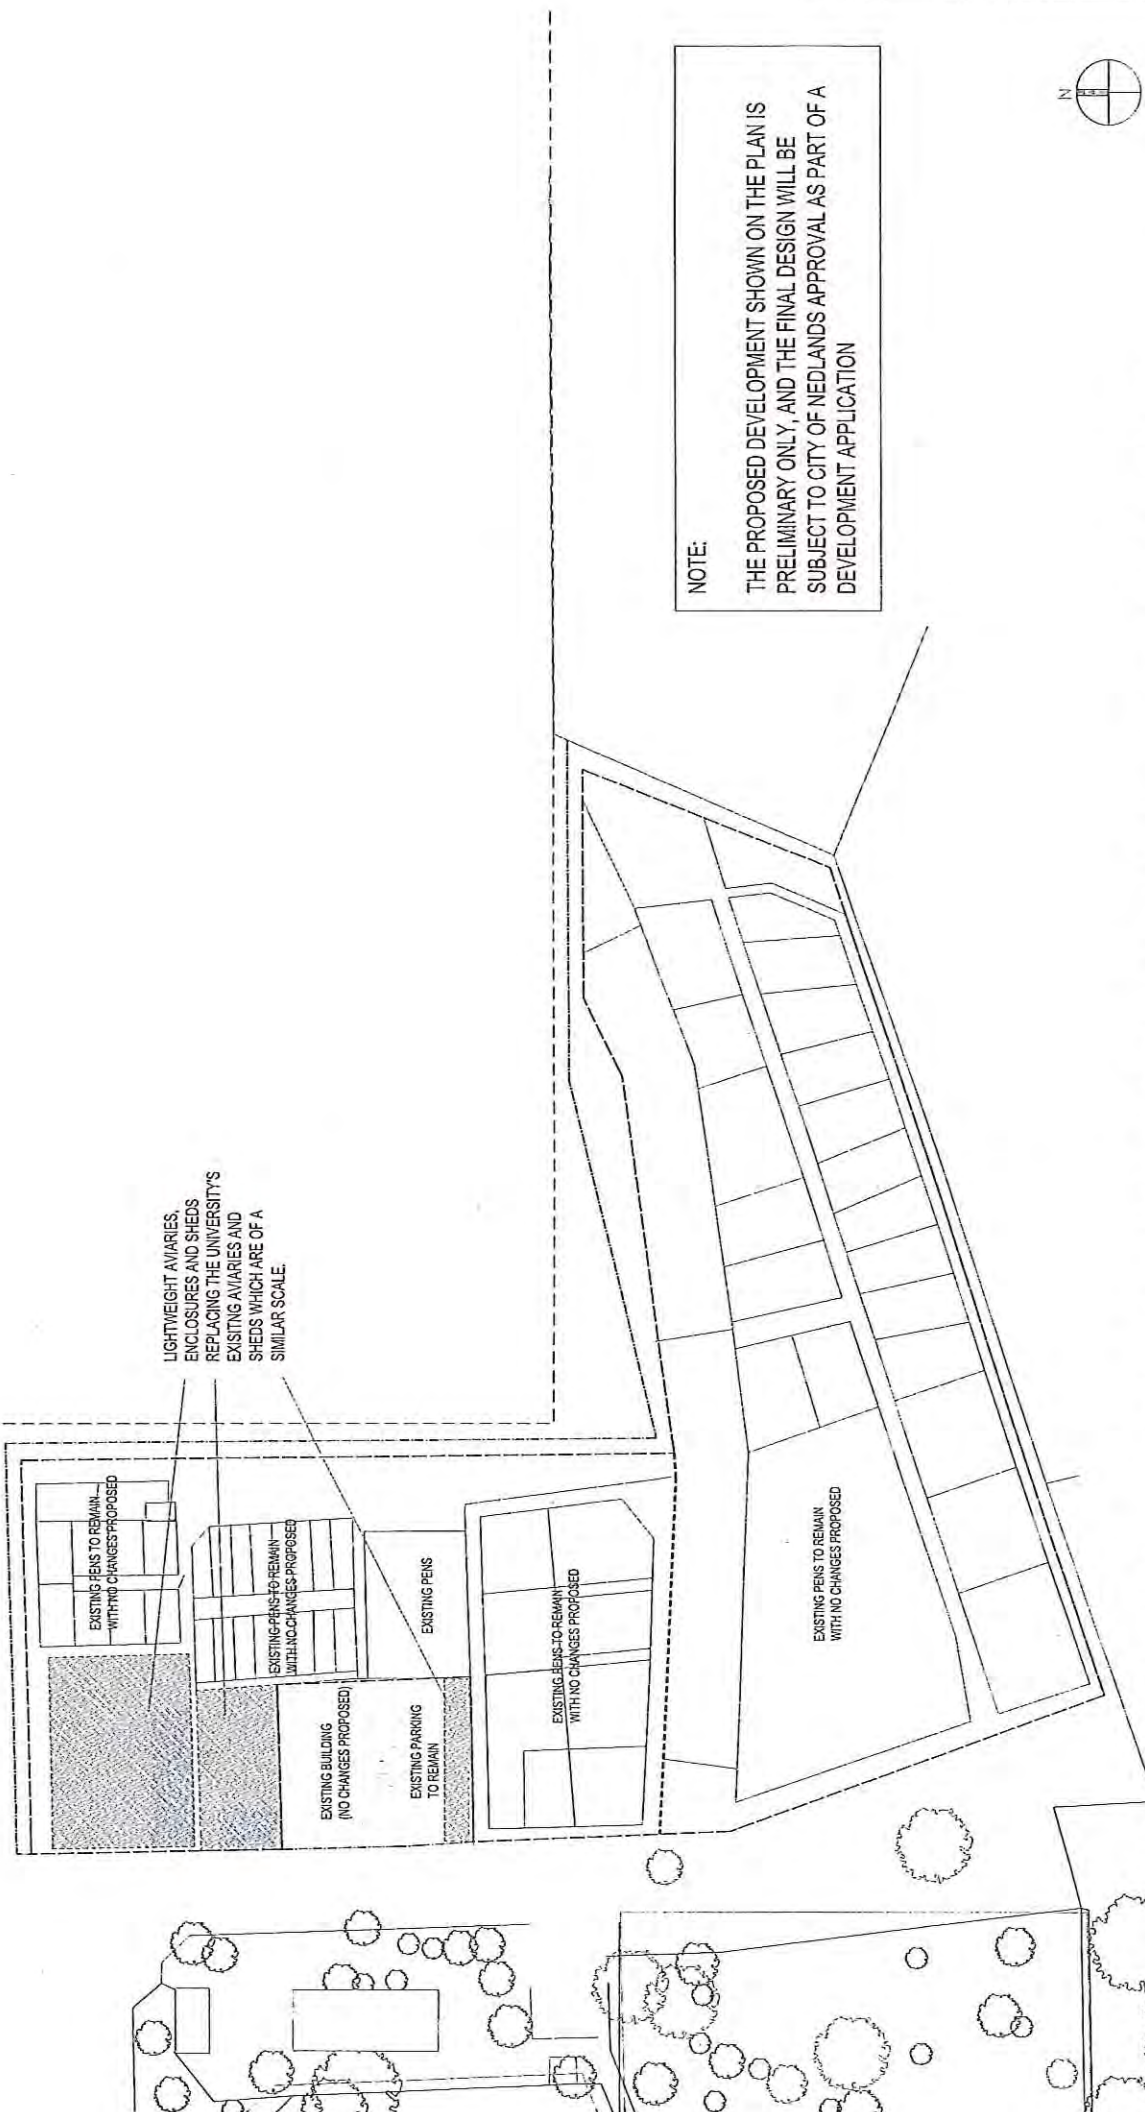 N
NOTE:
THE PROPOSED DEVELOPMENT SHOWN ON THE PLAN IS
PRELIMINARY ONLY, AND THE FINAL DESIGN WILL BE
SUBJECT TO CITY OF NEDLANDS APPROVAL AS PART OF A
DEVELOPMENT APPLICATION
LIGHTWEIGHT AVIARIES,
ENCLOSURES AND SHEDS
REPLACING THE UNIVERSITY'S
EXISITNG AVIARIES AND
SHEDS WHICH ARE OF A
SIMILAR SCALE.
EXISTING PENS TO REMAIN
WITH NO CHANGES PROPOSED
EXISTING PENS TO REMAIN
WITH NO CHANGES PROPOSED
EXISTING PENS
EXISTING BUILDING
(NO CHANGES PROPOSED)
EXISTING PARKING
TO REMAIN
EXISTING PENS TO REMAIN
WITH NO CHANGES PROPOSED
EXISTING PENS TO REMAIN
WITH NO CHANGES PROPOSED